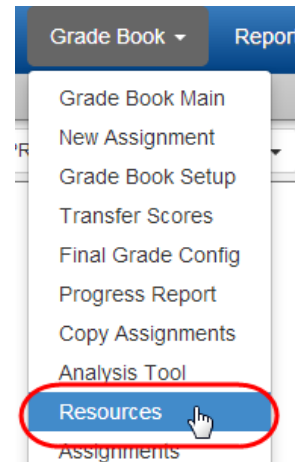 Grade Book Repor
PR
Grade Book Main
New Assignment
Grade Book Setup
Transfer Scores
Final Grade Config
Progress Report
Copy Assignments
Analysis Tool
Resources
Assignments